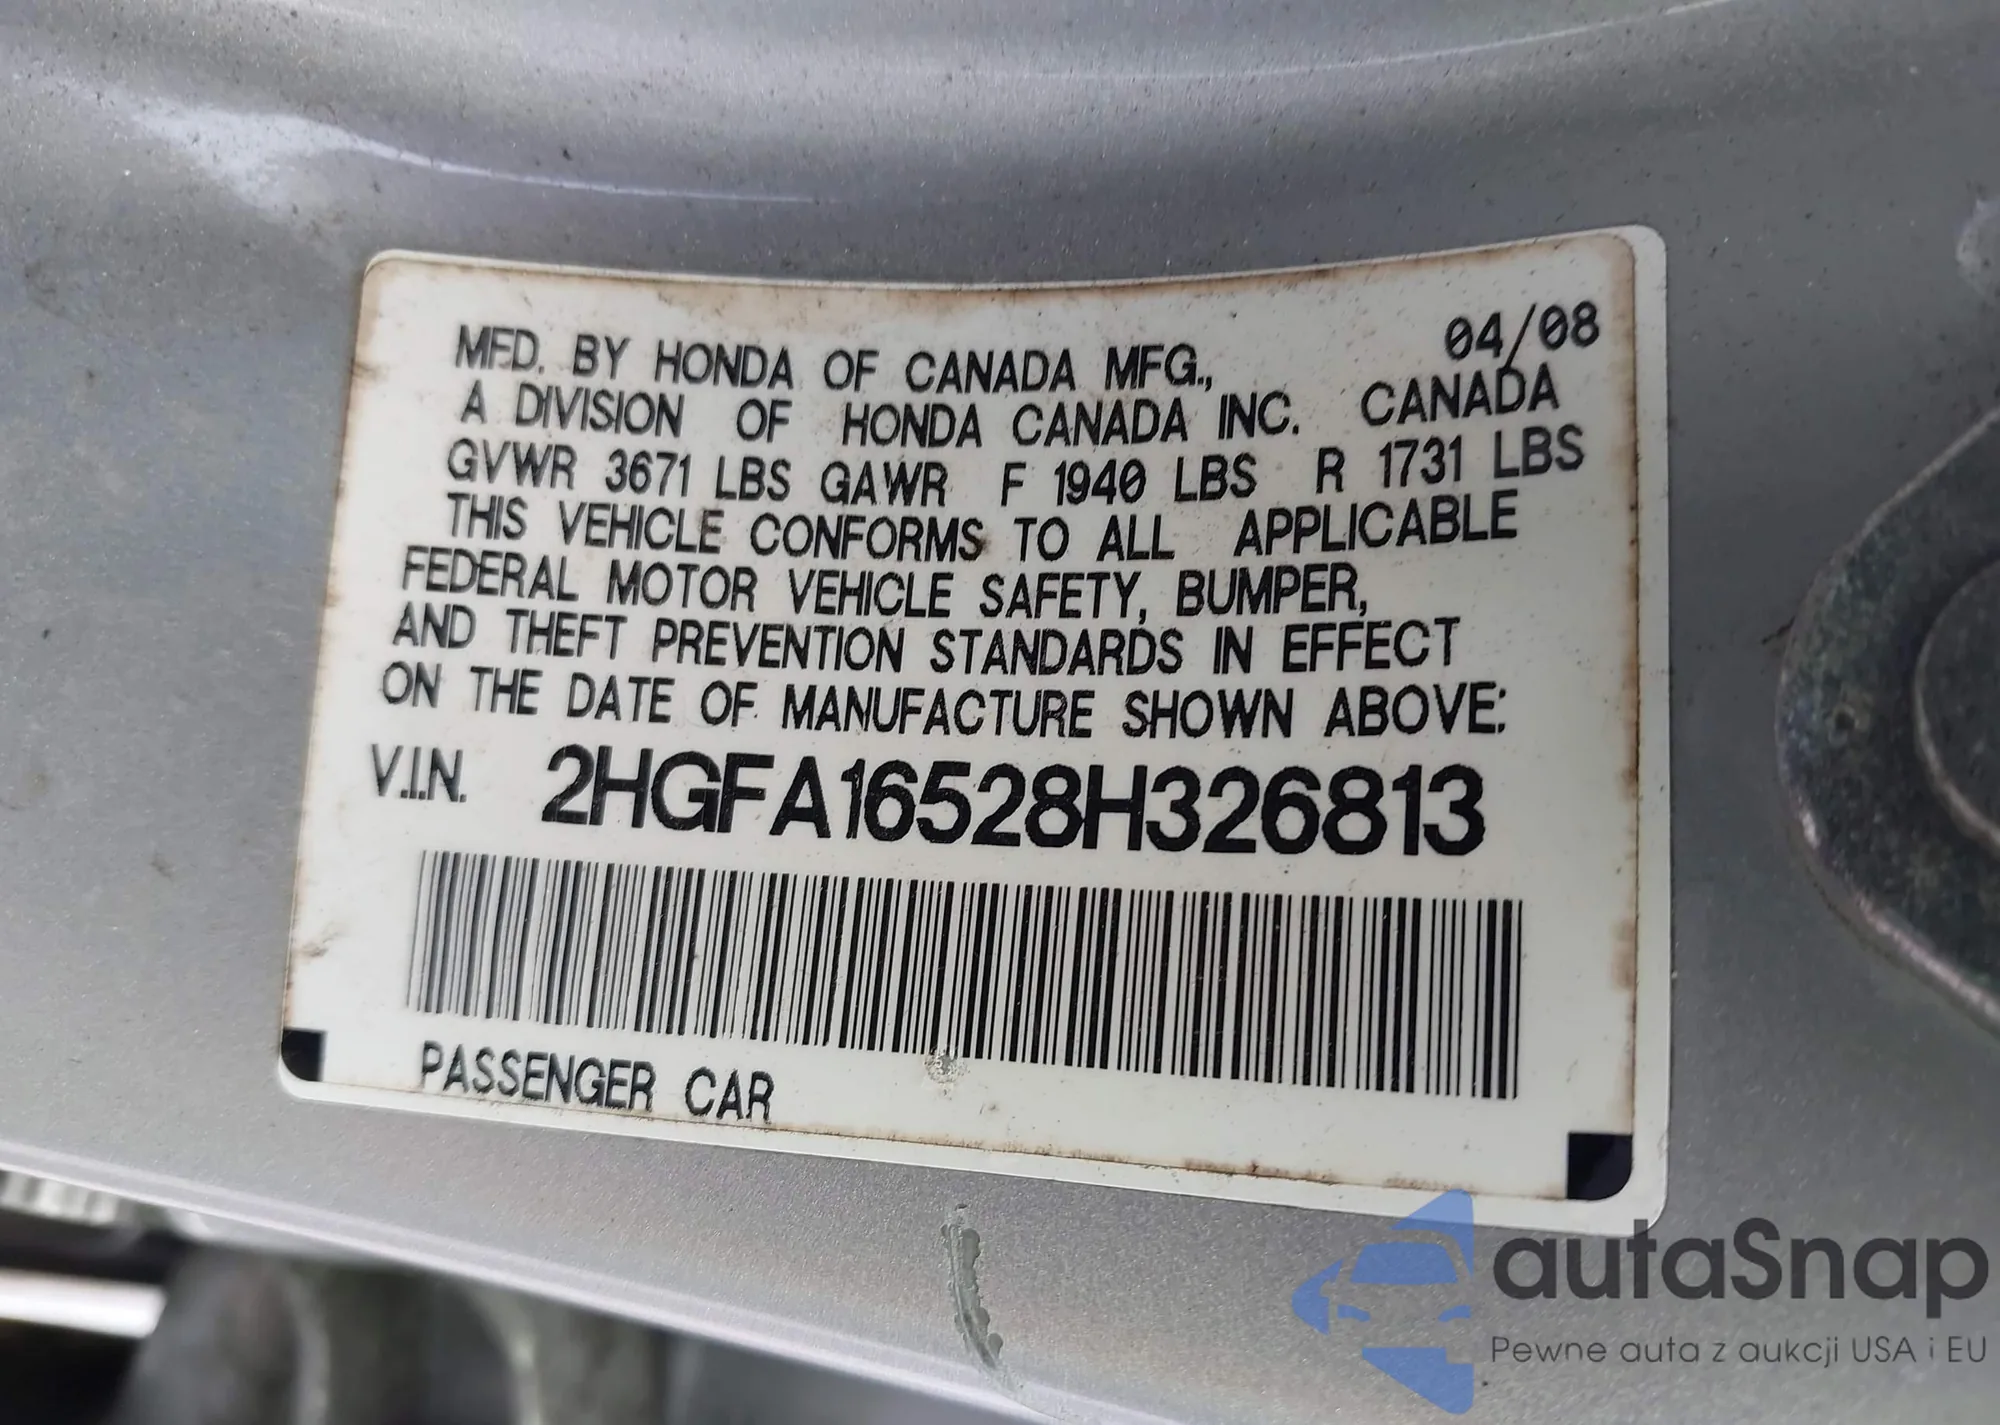 04/08
MFD. BY HONDA OF CANADA MFG.,
A DIVISION OF HONDA CANADA INC. CANADA
GVWR 3671 LBS GAWR F 1940 LBS R 1731 LBS
THIS VEHICLE CONFORMS TO ALL APPLICABLE
FEDERAL MOTOR VEHICLE SAFETY, BUMPER,
AND THEFT PREVENTION STANDARDS IN EFFECT
ON THE DATE OF MANUFACTURE SHOWN ABOVE:
V.I.N. 2HGFA16528H326813
PASSENGER CAR
autaSnap
Pewne auta z aukcji USA i EU